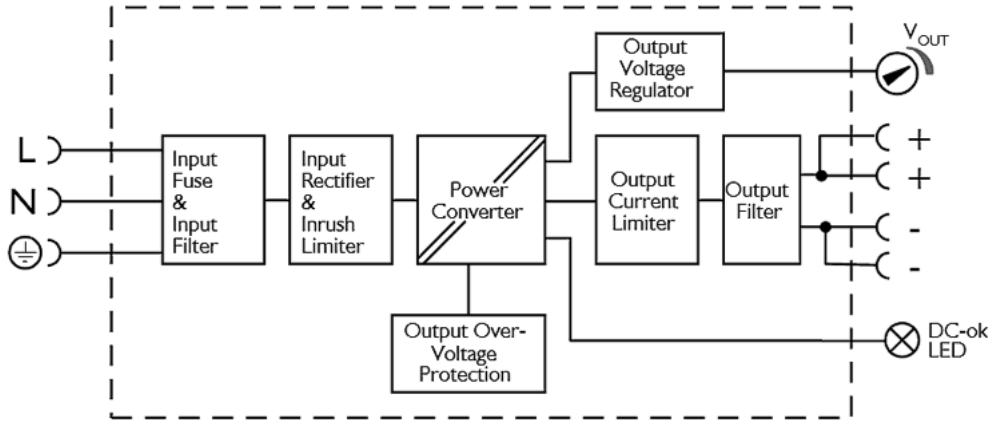 Output
Voltage
Regulator
V OUT
L
N
Input
Fuse
&
Input
Filter
Input
Rectifier
&
Inrush
Limiter
Power
Converter
Output
Current
Limiter
Output
Filter
+
+
-
-
Output Over-
Voltage
Protection
DC-ok
LED